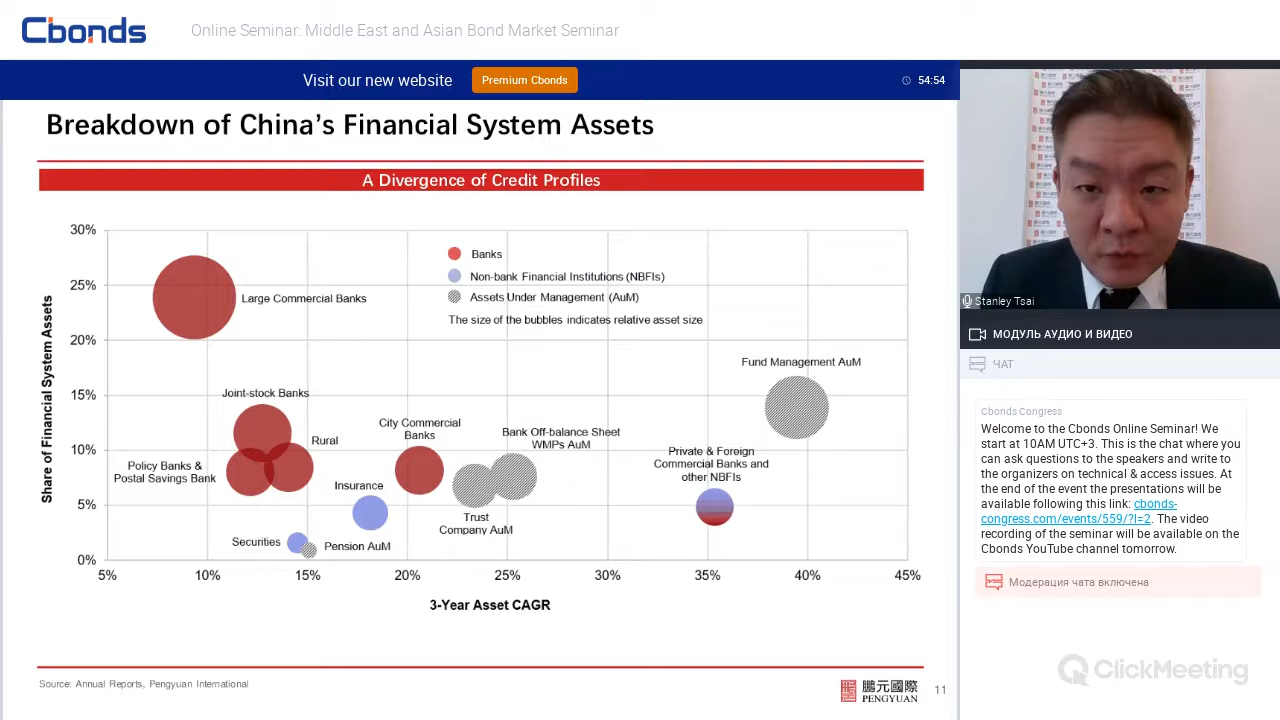 Cbonds
Online Seminar: Middle East and Asian Bond Market Seminar
Visit our new website
Premium Cbonds
54:54
Breakdown of China's Financial System Assets
A Divergence of Credit Profiles
Share of Financial System Assets
30%
25%
20%
15%
10%
5%
0%
Banks
Non-bank Financial Institutions (NBFIs)
Assets Under Management (AuM)
The size of the bubbles indicates relative asset size
Large Commercial Banks
Fund Management AuM
Joint-stock Banks
City Commercial
Banks
Bank Off-balance Sheet
WMPs AuM
Rural
Private & Foreign
Commercial Banks and
other NBFIs
Policy Banks &
Postal Savings Bank
Insurance
Trust
Company AuM
Securities
Pension AuM
5%
10%
15%
20%
25%
30%
35%
40%
45%
3-Year Asset CAGR
Source: Annual Reports, Pengyuan International
鵬元國際
PENGYUAN
11
Stanley Tsai
МОДУЛЬ АУДИО И ВИДЕО
ЧАТ
Cbonds Congress
Welcome to the Cbonds Online Seminar! We
start at 10AM UTC+3. This is the chat where you
can ask questions to the speakers and write to
the organizers on technical & access issues. At
the end of the event the presentations will be
available following this link: cbonds-
congress.com/events/559/?l=2. The video
recording of the seminar will be available on the
Cbonds YouTube channel tomorrow.
Модерация чата включена
ClickMeeting